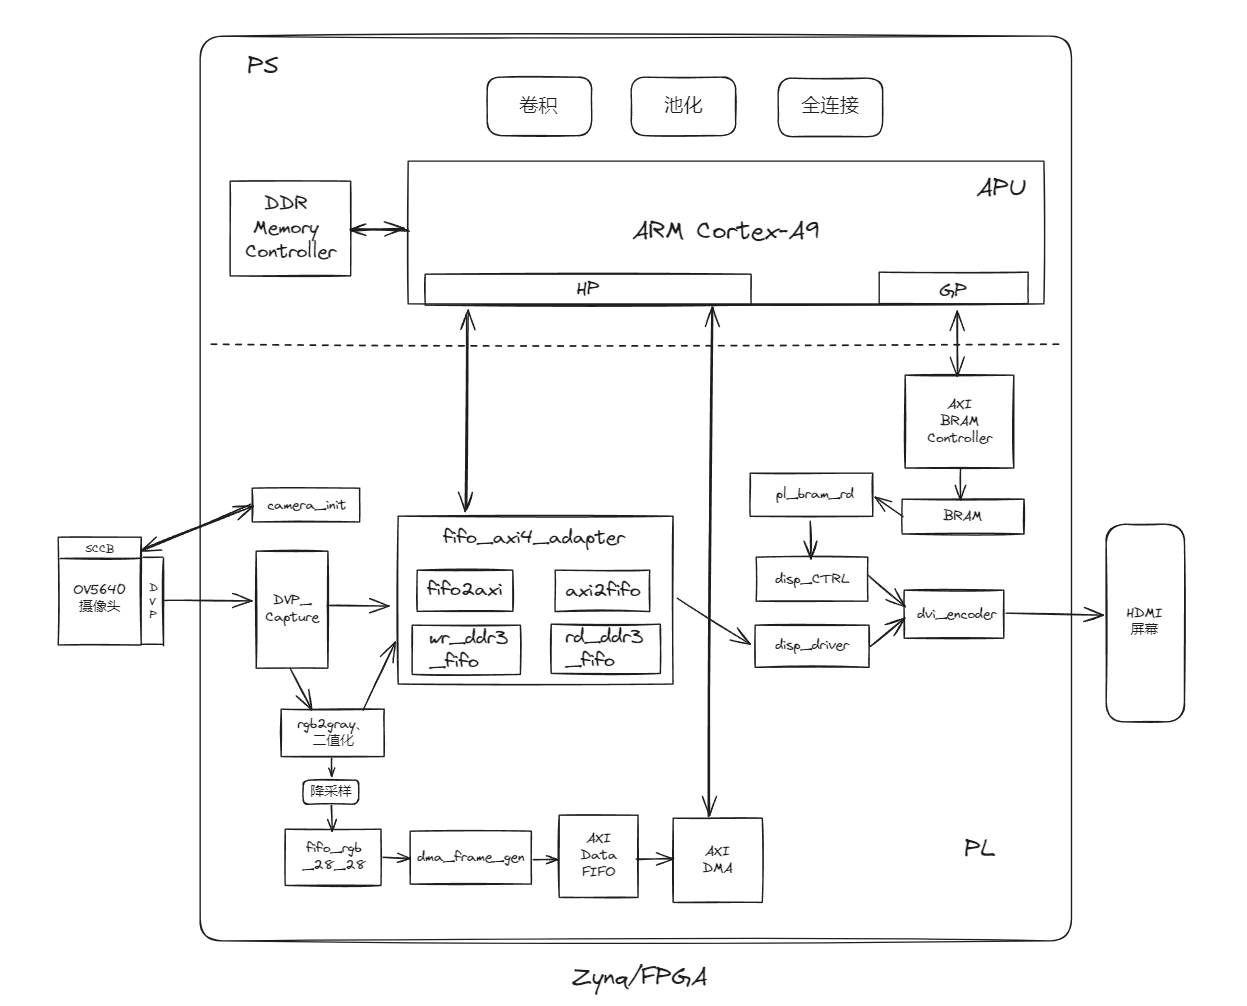 PS
卷积
池化
全连接
APU
DDR
Memory
Controller
ARM Cortex-A9
HP
GP
AXI
BRAM
Controller
camera_init
pl_bram_rd
BRAM
SCCB
OV5640
摄像头
D
V
P
DVP_
Capture
fifo_axi4_adapter
fifo2axi
axi2fifo
wr_ddr3
_fifo
rd_ddr3
_fifo
disp_CTRL
disp_driver
dvi_encoder
HDMI
屏幕
rgb2gray、
二值化
降采样
fifo_rgb
_28_28
dma_frame_gen
AXI
Data
FIFO
AXI
DMA
PL
Zynq/FPGA